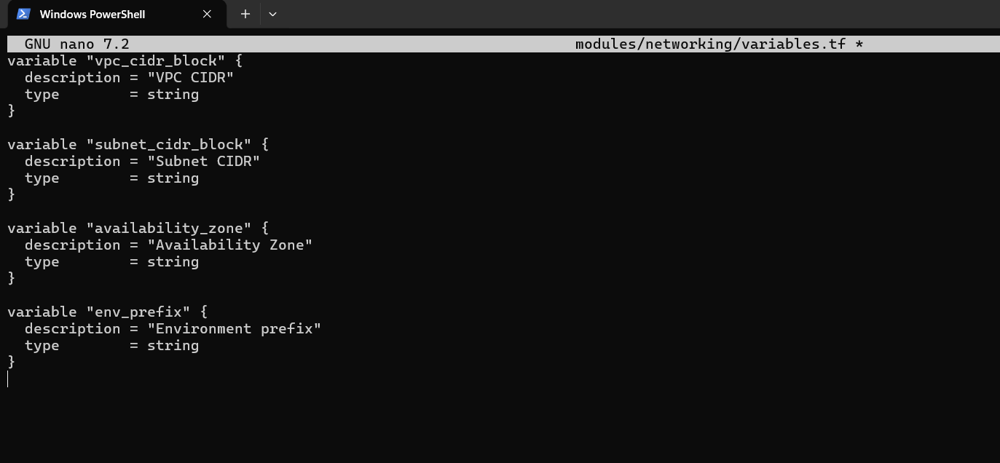 Windows PowerShell
GNU nano 7.2 modules/networking/variables.tf *
variable "vpc_cidr_block" {
  description = "VPC CIDR"
  type        = string
}

variable "subnet_cidr_block" {
  description = "Subnet CIDR"
  type        = string
}

variable "availability_zone" {
  description = "Availability Zone"
  type        = string
}

variable "env_prefix" {
  description = "Environment prefix"
  type        = string
}